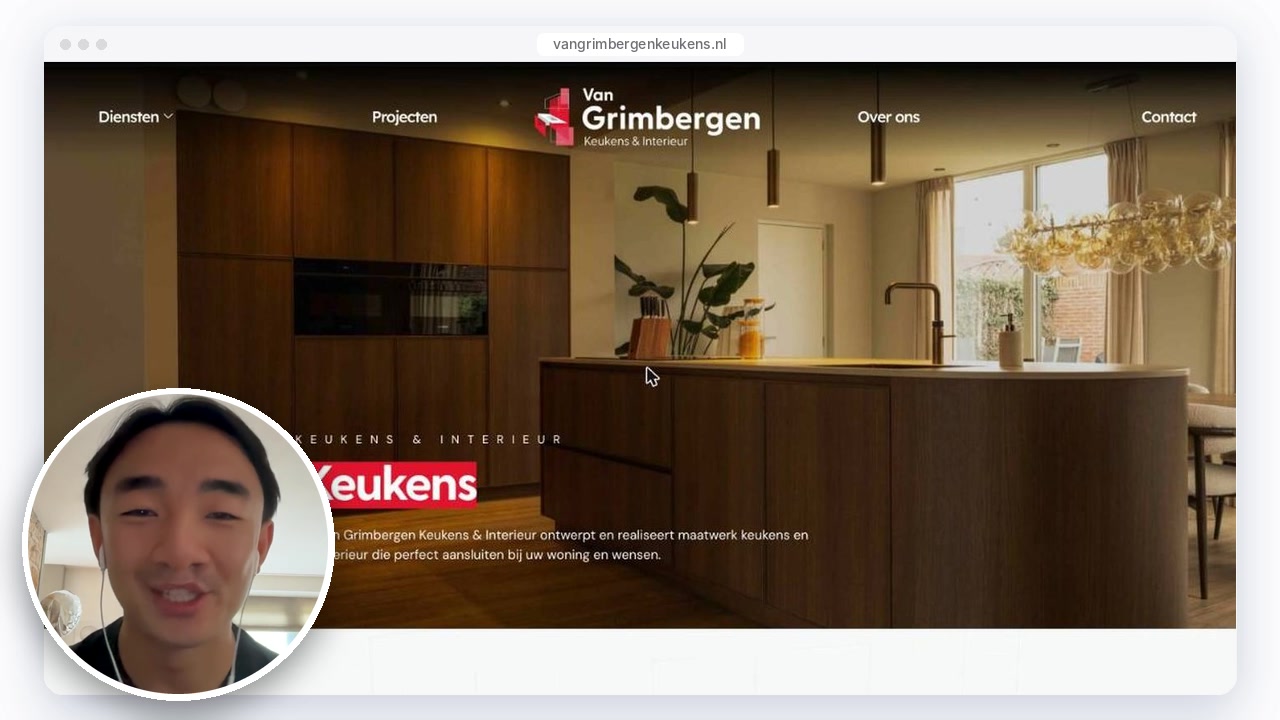 vangrimbergenkeukens.nl
Diensten
Projecten
Van
Grimbergen
Keukens & Interieur
Over ons
Contact
KEUKENS & INTERIEUR
Keukens
Grimbergen Keukens & Interieur ontwerpt en realiseert maatwerk keukens en
die perfect aansluiten bij uw woning en wensen.